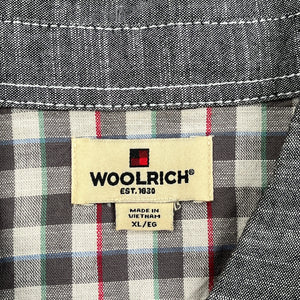 WOOLRICH®
EST. 1830
MADE IN
VIETNAM
XL/EG